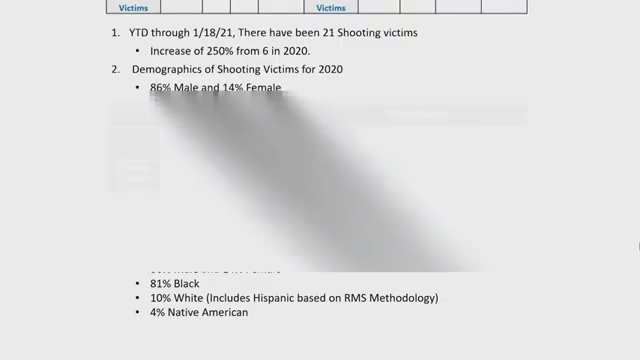 Victims Victims
1. YTD through 1/18/21, There have been 21 Shooting victims
• Increase of 250% from 6 in 2020.
2. Demographics of Shooting Victims for 2020
• 86% Male and 14% Female
• 81% Black
• 10% White (Includes Hispanic based on RMS Methodology)
• 4% Native American